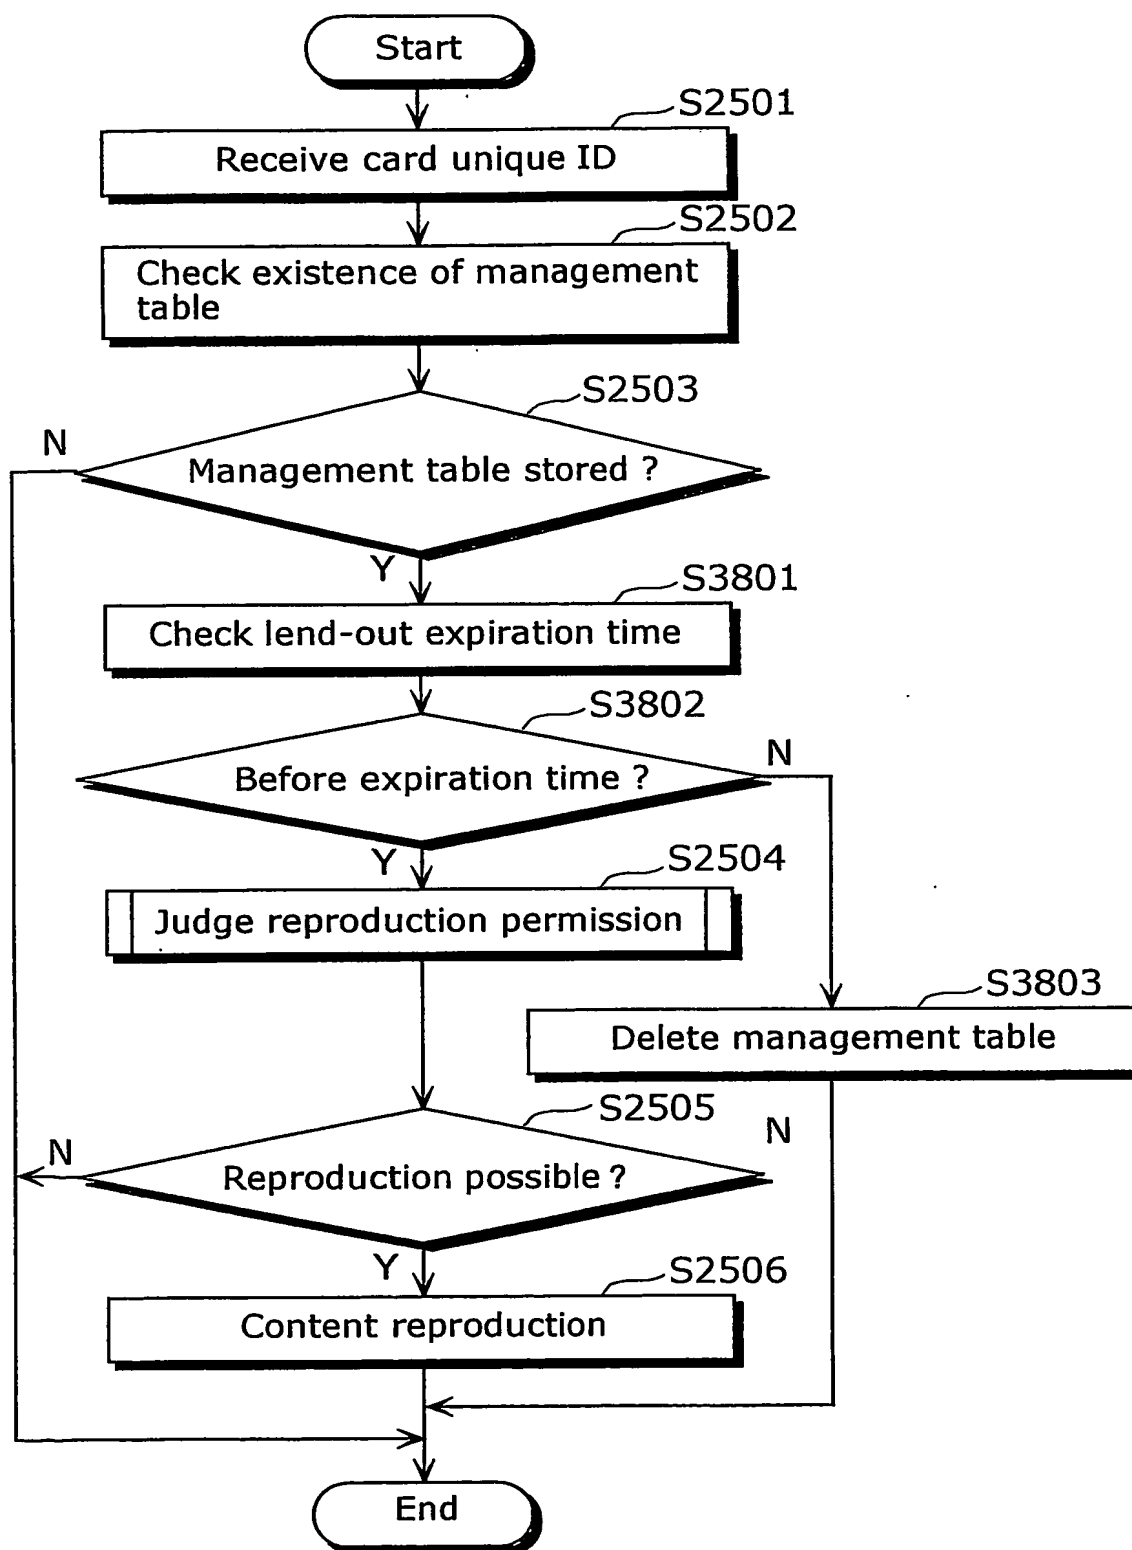 Start
S2501
Receive card unique ID
S2502
Check existence of management
table
S2503
N
Management table stored ?
Y
S3801
Check lend-out expiration time
S3802
N
Before expiration time ?
Y
S2504
Judge reproduction permission
S3803
Delete management table
S2505
N
N
Reproduction possible ?
Y
S2506
Content reproduction
End